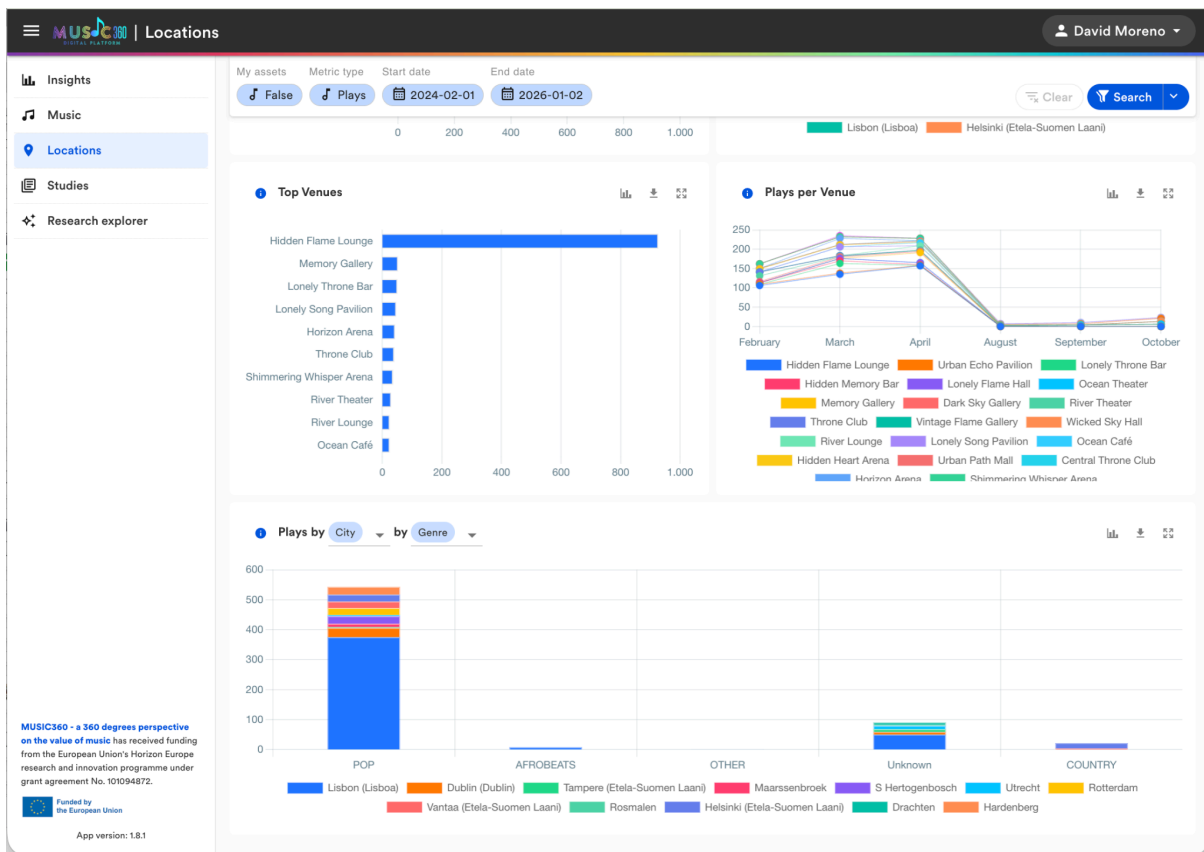 MUSIC360 | Locations
DIGITAL PLATFORM
David Moreno
Insights
Music
Locations
Studies
Research explorer
My assets Metric type Start date End date
False Plays 2024-02-01 2026-01-02
Clear Search
0 200 400 600 800 1.000
Lisbon (Lisboa) Helsinki (Etela-Suomen Laani)
Top Venues
Hidden Flame Lounge
Memory Gallery
Lonely Throne Bar
Lonely Song Pavilion
Horizon Arena
Throne Club
Shimmering Whisper Arena
River Theater
River Lounge
Ocean Café
0 200 400 600 800 1.000
Plays per Venue
250
200
150
100
50
0
February March April August September October
Hidden Flame Lounge Urban Echo Pavilion Lonely Throne Bar
Hidden Memory Bar Lonely Flame Hall Ocean Theater
Memory Gallery Dark Sky Gallery River Theater
Throne Club Vintage Flame Gallery Wicked Sky Hall
River Lounge Lonely Song Pavilion Ocean Café
Hidden Heart Arena Urban Path Mall Central Throne Club
Horizon Arena Shimmering Whisper Arena
Plays by City by Genre
600
500
400
300
200
100
0
POP AFROBEATS OTHER Unknown COUNTRY
Lisbon (Lisboa) Dublin (Dublin) Tampere (Etela-Suomen Laani) Maarssenbroek S Hertogenbosch Utrecht Rotterdam
Vantaa (Etela-Suomen Laani) Rosmalen Helsinki (Etela-Suomen Laani) Drachten Hardenberg
MUSIC360 - a 360 degrees perspective
on the value of music has received funding
from the European Union's Horizon Europe
research and innovation programme under
grant agreement No. 101094872.
Funded by
the European Union
App version: 1.8.1